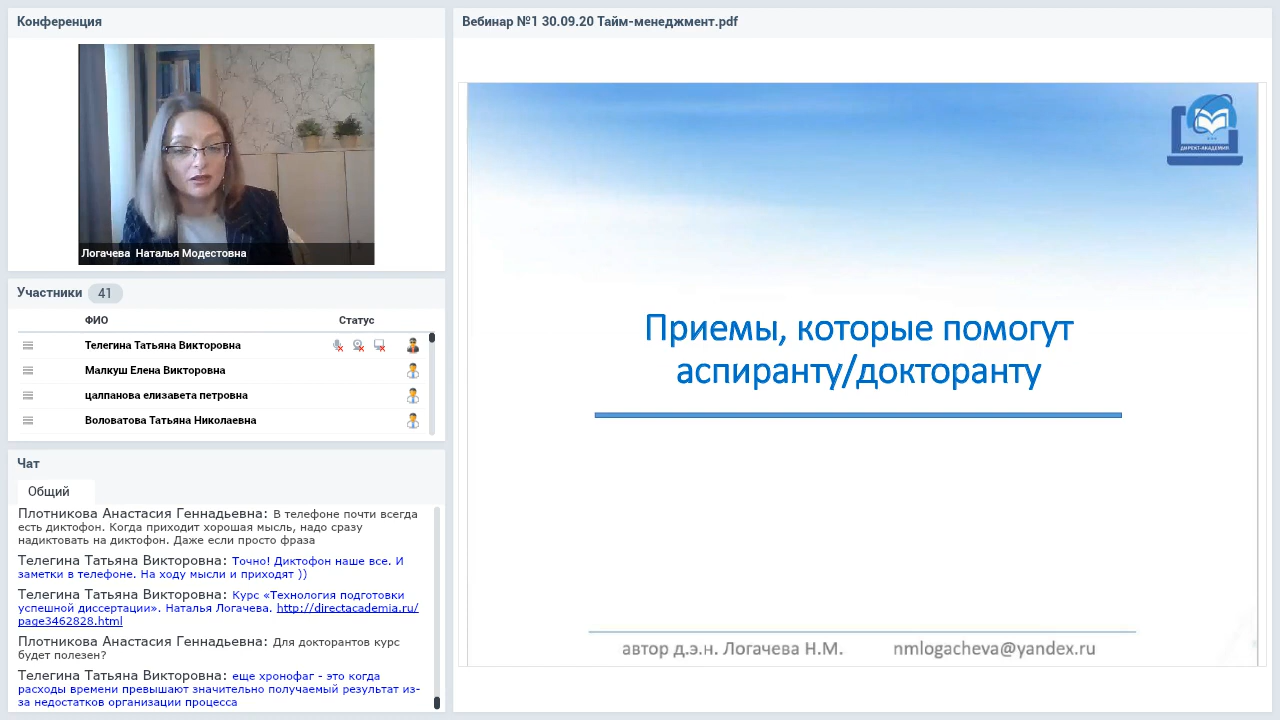 Конференция
Логачева Наталья Модестовна
Участники 41
ФИО Статус
Телегина Татьяна Викторовна
Малкуш Елена Викторовна
цалпанова елизавета петровна
Воловатова Татьяна Николаевна
Чат
Общий
Плотникова Анастасия Геннадьевна: В телефоне почти всегда
есть диктофон. Когда приходит хорошая мысль, надо сразу
надиктовать на диктофон. Даже если просто фраза
Телегина Татьяна Викторовна: Точно! Диктофон наше все. И
заметки в телефоне. На ходу мысли и приходят ))
Телегина Татьяна Викторовна: Курс «Технология подготовки
успешной диссертации». Наталья Логачева. http://directacademia.ru/
page3462828.html
Плотникова Анастасия Геннадьевна: Для докторантов курс
будет полезен?
Телегина Татьяна Викторовна: еще хронофаг - это когда
расходы времени превышают значительно получаемый результат из-
за недостатков организации процесса
Вебинар №1 30.09.20 Тайм-менеджмент.pdf
ДИРЕКТ-АКАДЕМИЯ
Приемы, которые помогут
аспиранту/докторанту
автор д.э.н. Логачева Н.М. nmlogacheva@yandex.ru